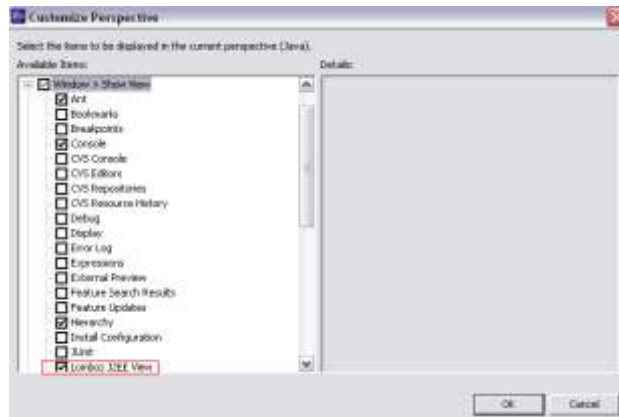 Customize Perspective
Select the items to be displayed in the current perspective (Java).
Available Items:
Details:
Window > Show View
Ant
Bookmarks
Breakpoints
Console
CVS Console
CVS Editors
CVS Repositories
CVS Resource History
Debug
Display
Error Log
Expressions
External Preview
Feature Search Results
Feature Updates
Hierarchy
Install Configuration
JUnit
Lomboz J2EE View
OK
Cancel